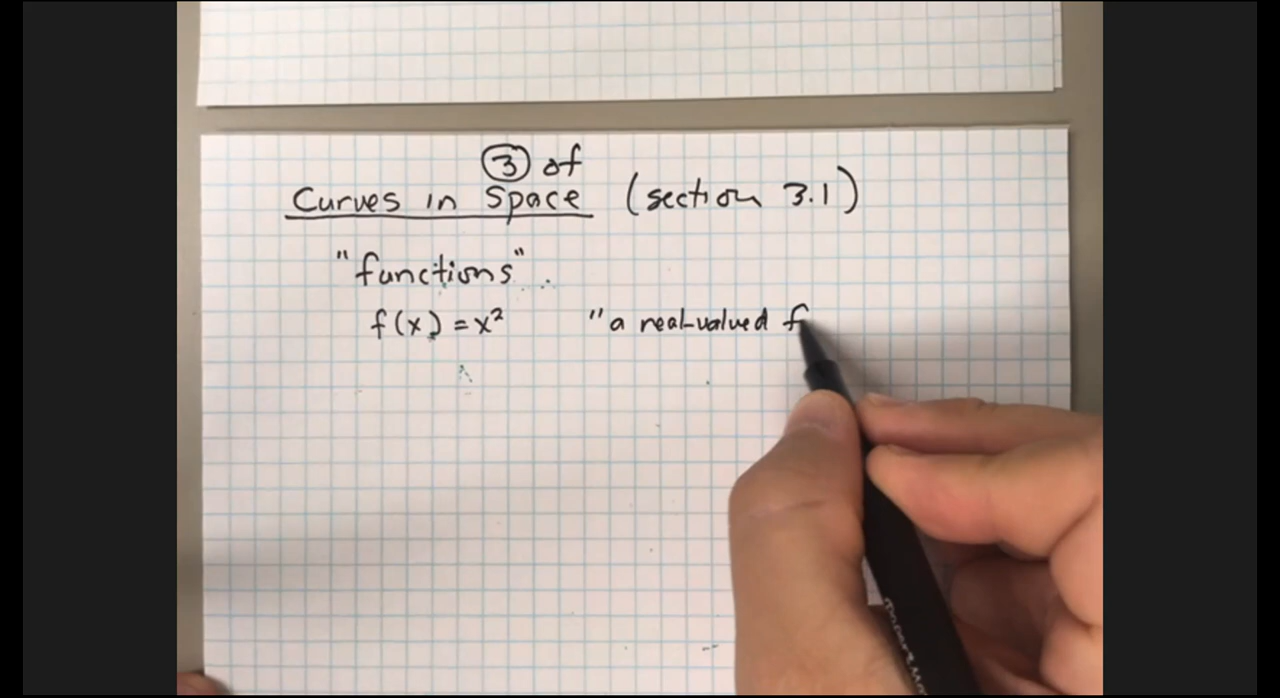 ③ of
Curves in Space (section 3.1)
"functions"
f(x) = x²    "a real-valued f